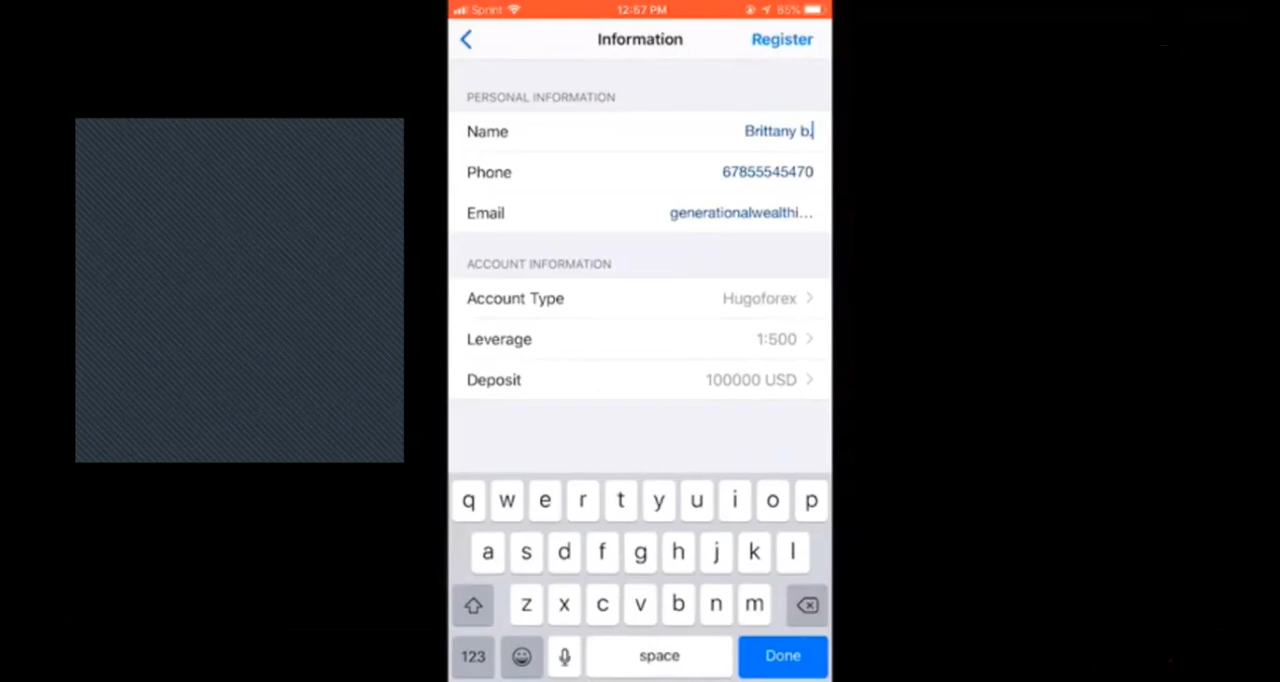 Sprint 12:57 PM 85%
Information Register
PERSONAL INFORMATION
Name Brittany b.
Phone 67855545470
Email generationalwealthi...
ACCOUNT INFORMATION
Account Type Hugoforex
Leverage 1:500
Deposit 100000 USD
q w e r t y u i o p
a s d f g h j k l
z x c v b n m
123 space Done